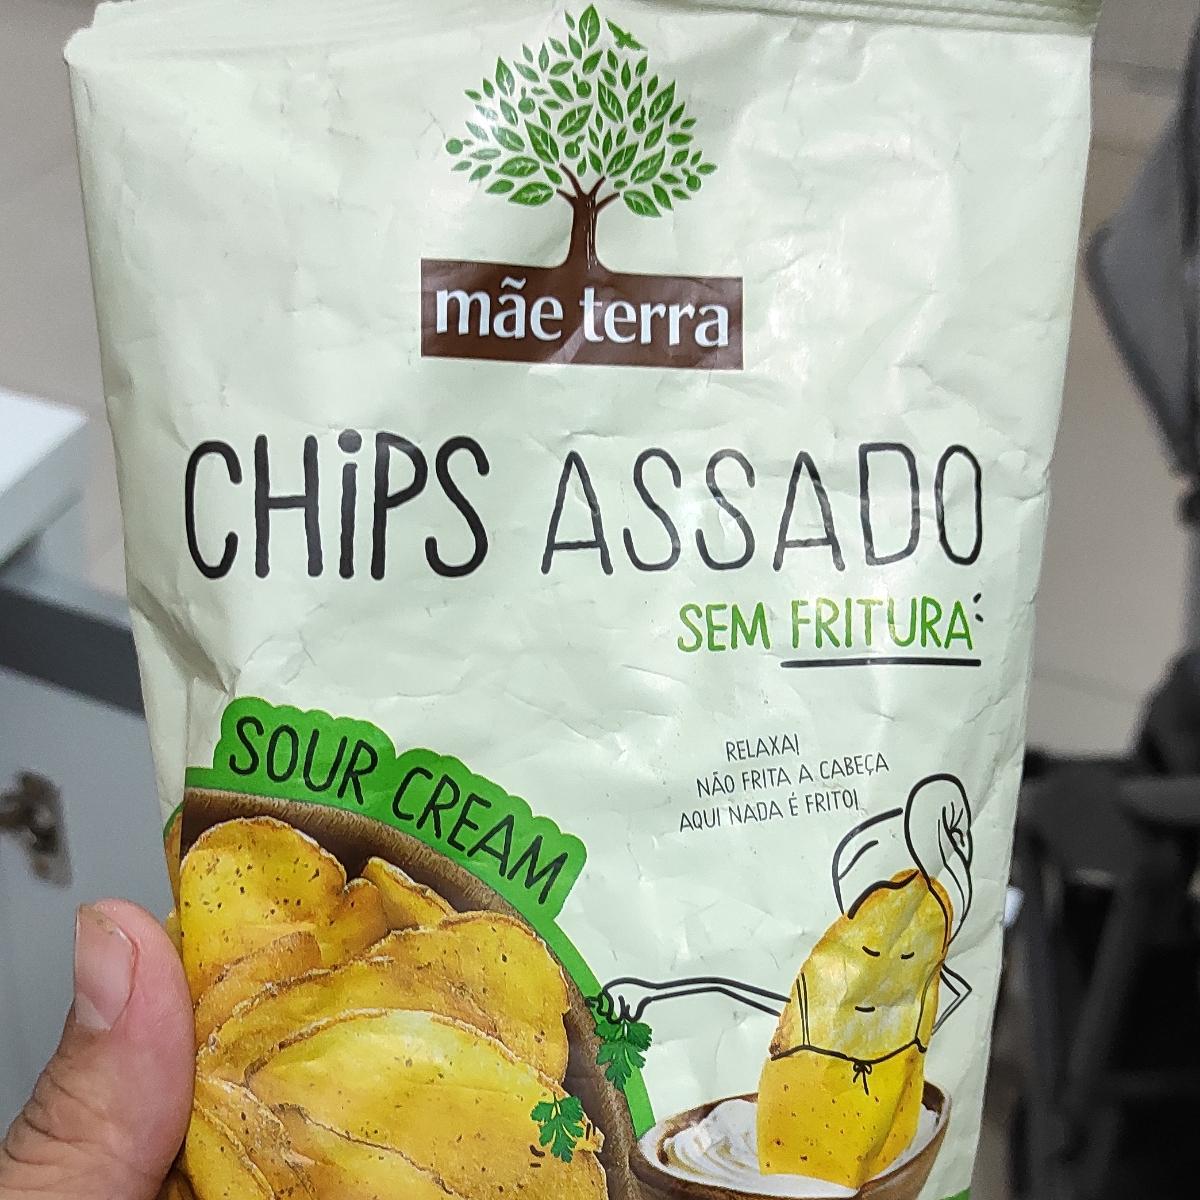 mãe terra
CHiPS ASSADO
SEM FRITURA
SOUR CREAM
RELAXA!
NÃO FRITA A CABEÇA
AQUI NADA É FRITO!